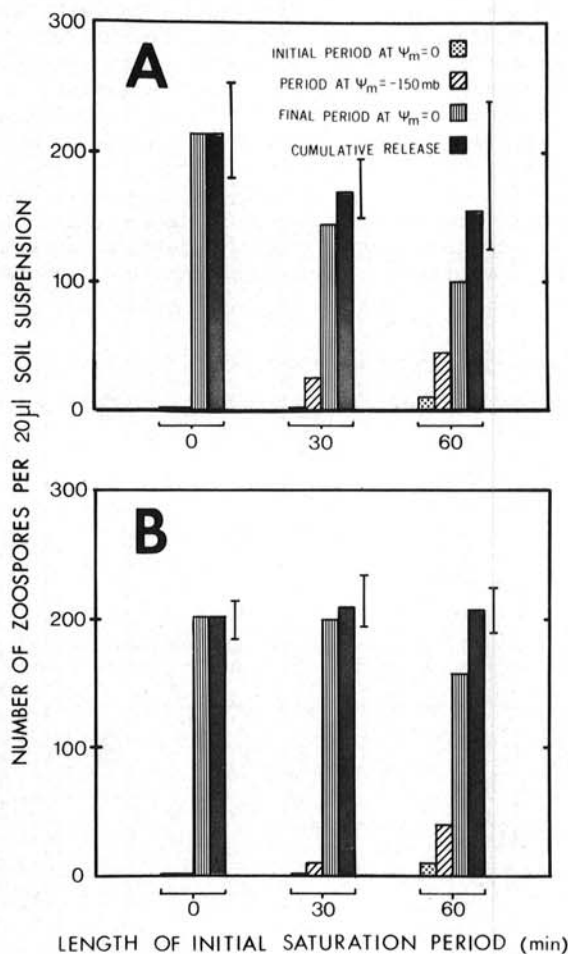 300
A
INITIAL PERIOD AT Ψm=0
PERIOD AT Ψm=-150mb
FINAL PERIOD AT Ψm=0
CUMULATIVE RELEASE
200
100
0
0
30
60
NUMBER OF ZOOSPORES PER 20µl SOIL SUSPENSION
300
B
200
100
0
0
30
60
LENGTH OF INITIAL SATURATION PERIOD (min)